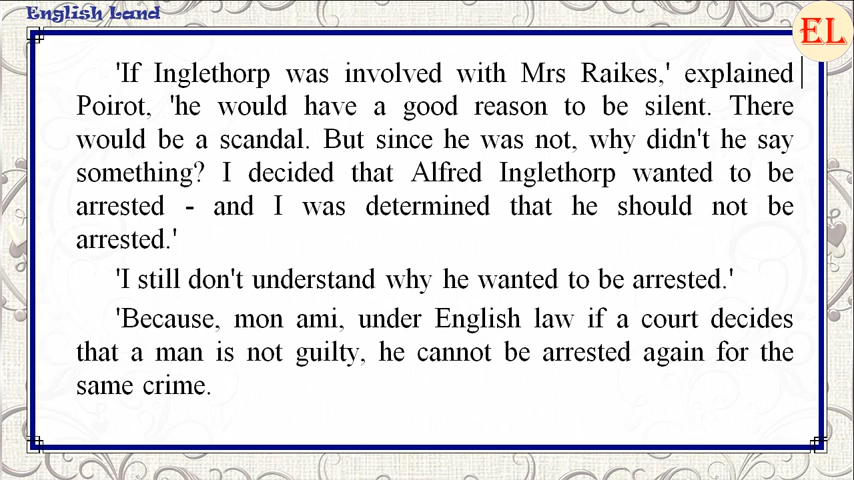 English Land
EL
'If Inglethorp was involved with Mrs Raikes,' explained
Poirot, 'he would have a good reason to be silent. There
would be a scandal. But since he was not, why didn't he say
something? I decided that Alfred Inglethorp wanted to be
arrested - and I was determined that he should not be
arrested.'
'I still don't understand why he wanted to be arrested.'
'Because, mon ami, under English law if a court decides
that a man is not guilty, he cannot be arrested again for the
same crime.